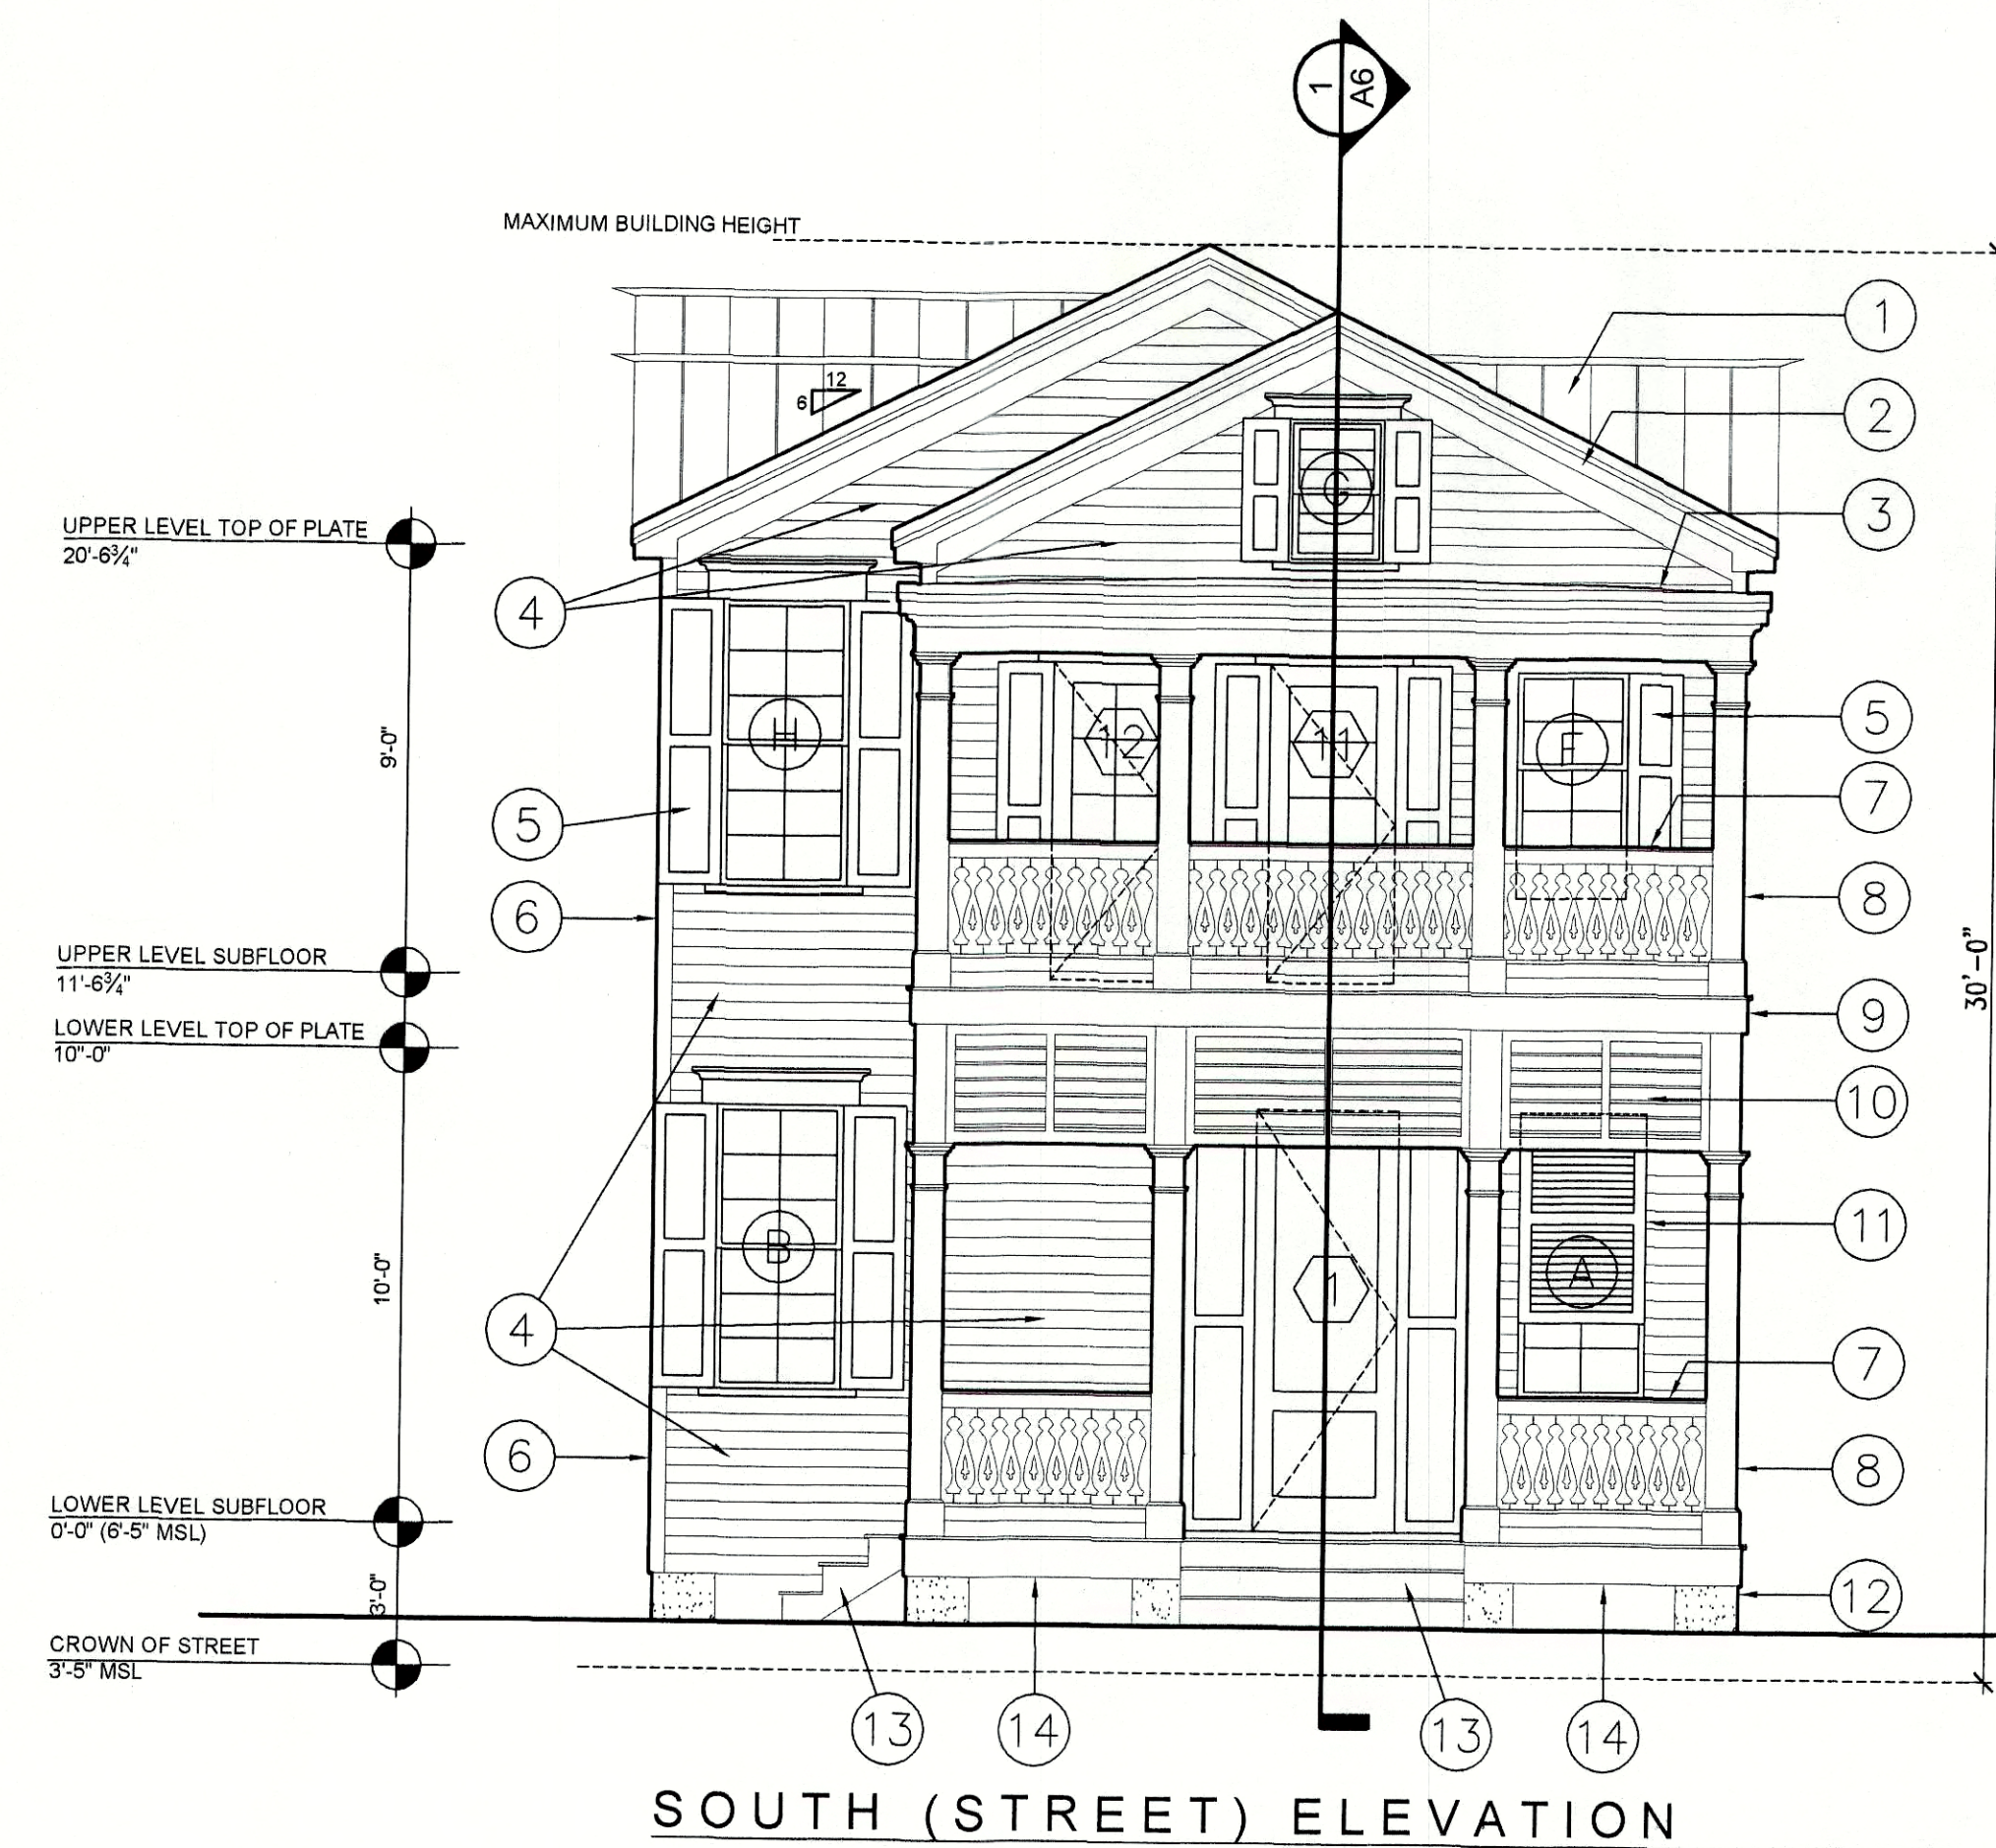 1
A6
MAXIMUM BUILDING HEIGHT
1
12
6
2
G
3
UPPER LEVEL TOP OF PLATE
20'-6¾"
4
H
12
11
F
5
9'-0"
7
5
8
6
UPPER LEVEL SUBFLOOR
11'-6¾"
30'-0"
9
LOWER LEVEL TOP OF PLATE
10"-0"
10
11
B
1
A
10'-0"
4
7
6
8
LOWER LEVEL SUBFLOOR
0'-0" (6'-5" MSL)
3'-0"
12
CROWN OF STREET
3'-5" MSL
13
14
13
14
SOUTH (STREET) ELEVATION